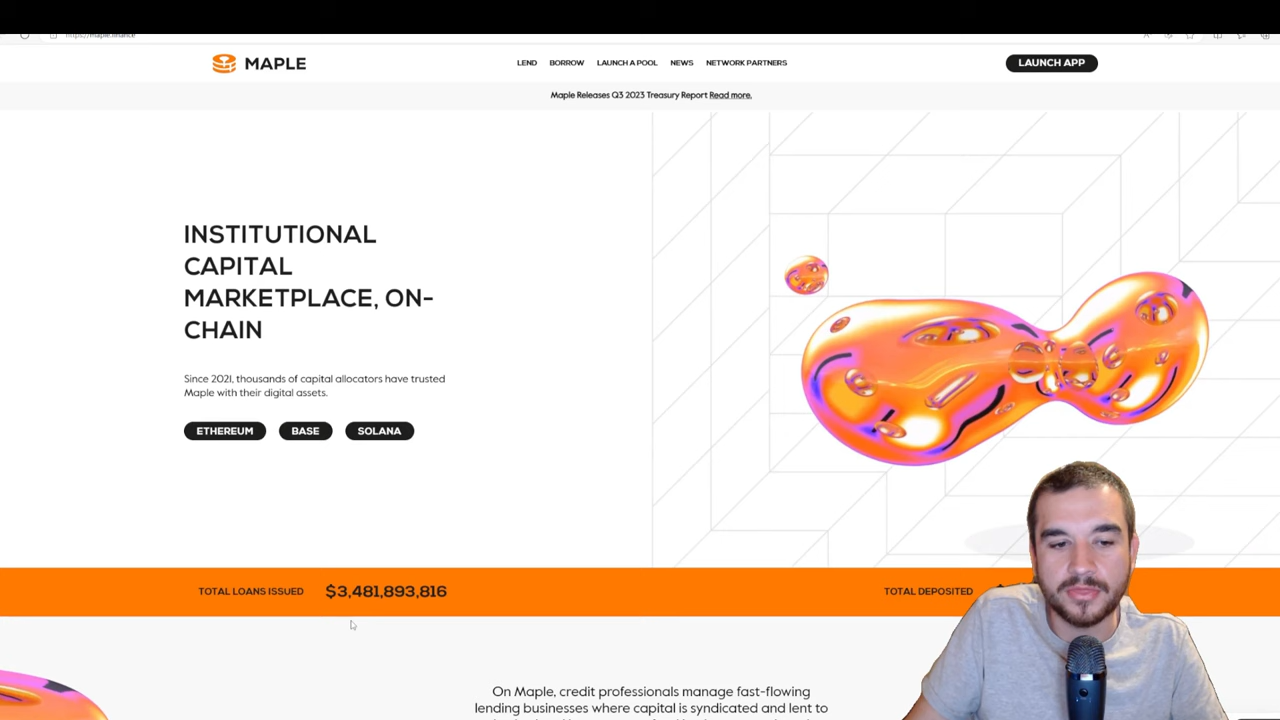 https://maple.finance
MAPLE
LEND
BORROW
LAUNCH A POOL
NEWS
NETWORK PARTNERS
LAUNCH APP
Maple Releases Q3 2023 Treasury Report Read more.
INSTITUTIONAL
CAPITAL
MARKETPLACE, ON-
CHAIN
Since 2021, thousands of capital allocators have trusted
Maple with their digital assets.
ETHEREUM
BASE
SOLANA
TOTAL LOANS ISSUED
$3,481,893,816
TOTAL DEPOSITED
On Maple, credit professionals manage fast-flowing
lending businesses where capital is syndicated and lent to